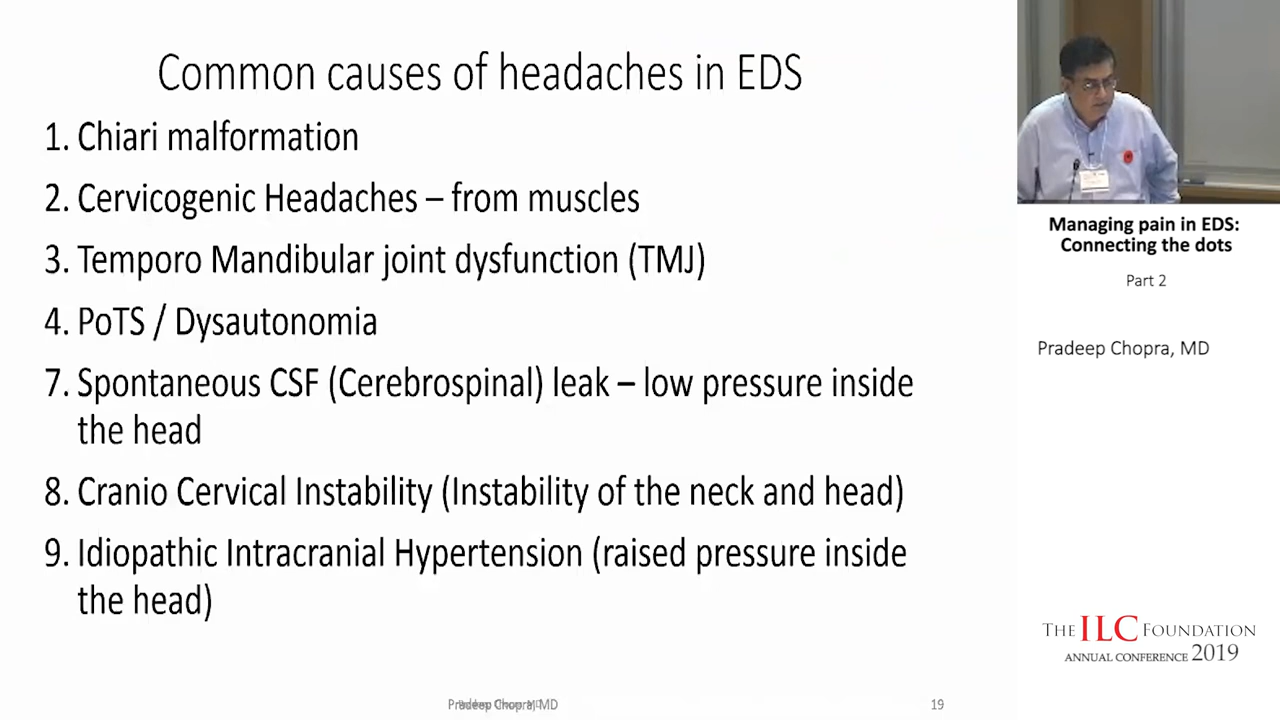 Common causes of headaches in EDS
1. Chiari malformation
2. Cervicogenic Headaches – from muscles
3. Temporo Mandibular joint dysfunction (TMJ)
4. PoTS / Dysautonomia
7. Spontaneous CSF (Cerebrospinal) leak – low pressure inside
the head
8. Cranio Cervical Instability (Instability of the neck and head)
9. Idiopathic Intracranial Hypertension (raised pressure inside
the head)
Pradeep Chopra, MD
19
Managing pain in EDS:
Connecting the dots
Part 2
Pradeep Chopra, MD
THE ILC FOUNDATION
ANNUAL CONFERENCE 2019